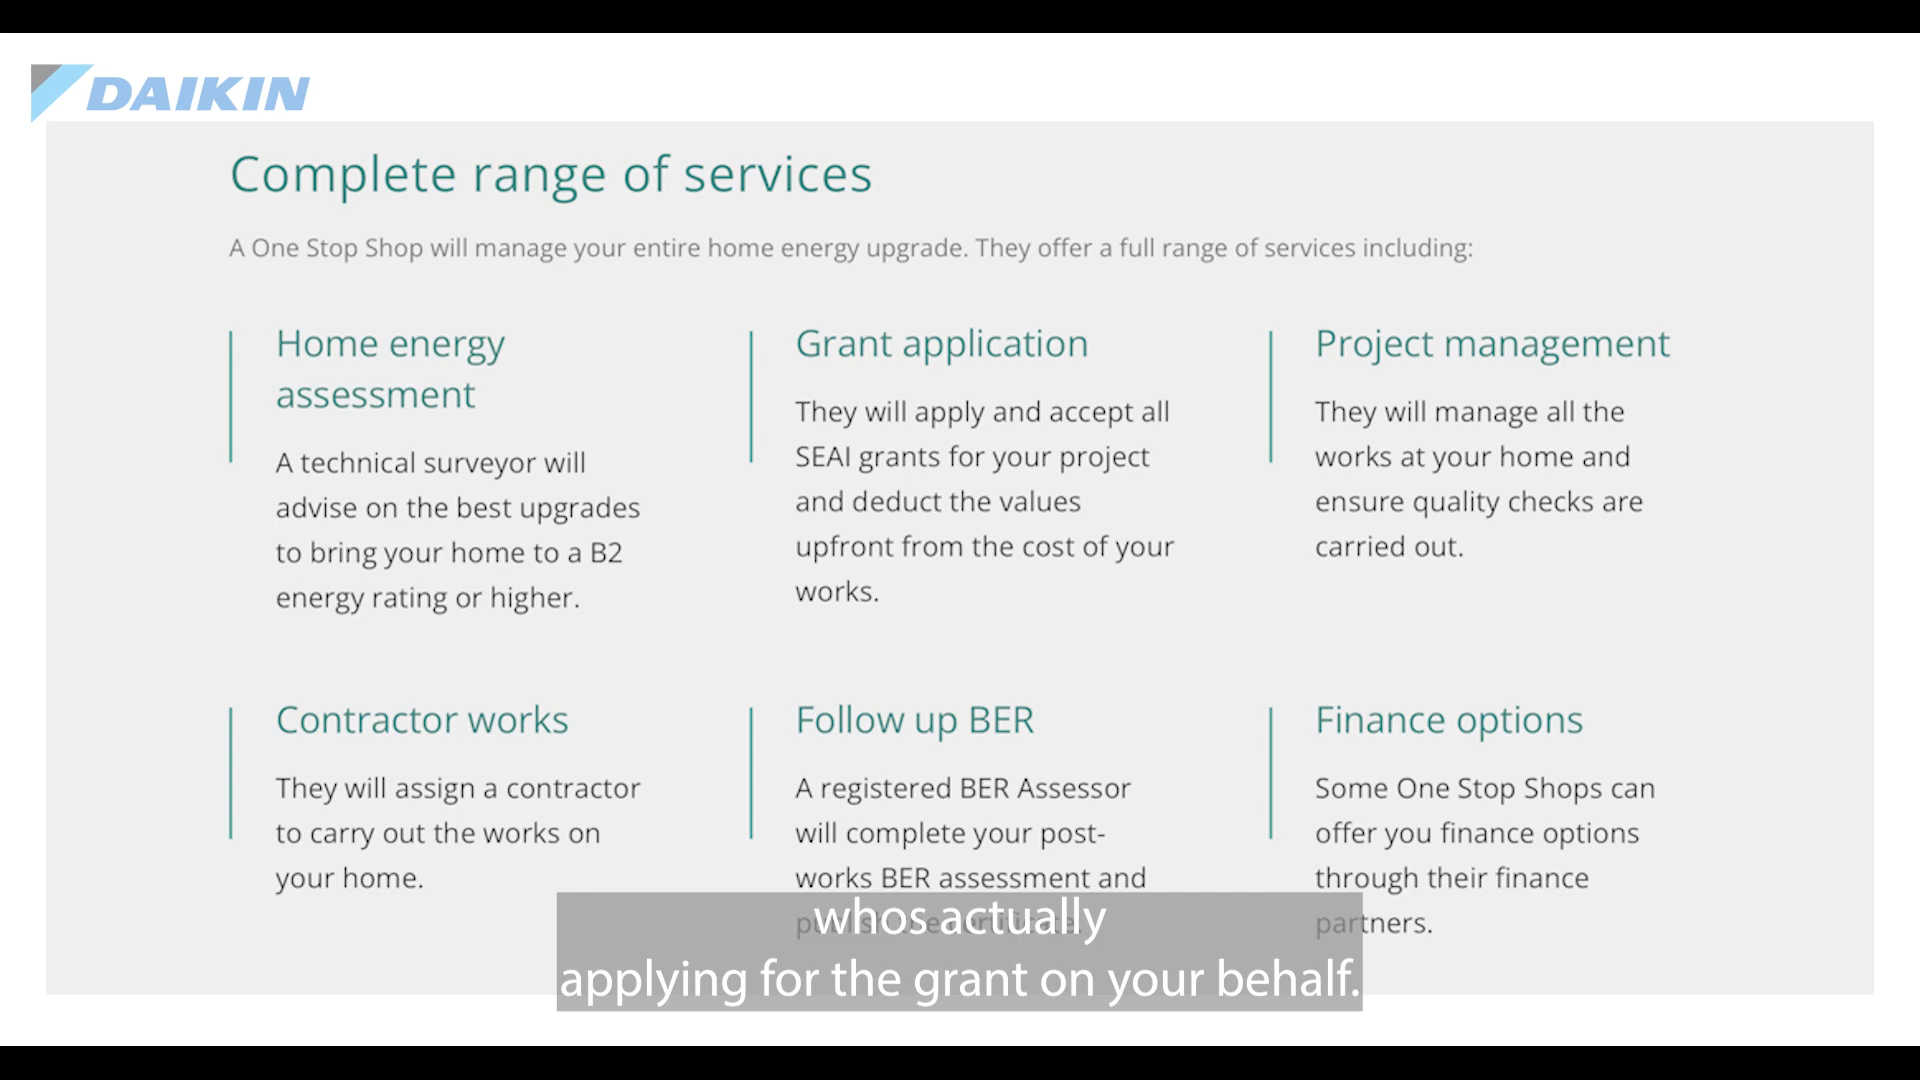 DAIKIN
Complete range of services
A One Stop Shop will manage your entire home energy upgrade. They offer a full range of services including:
Home energy
assessment
A technical surveyor will
advise on the best upgrades
to bring your home to a B2
energy rating or higher.
Grant application
They will apply and accept all
SEAI grants for your project
and deduct the values
upfront from the cost of your
works.
Project management
They will manage all the
works at your home and
ensure quality checks are
carried out.
Contractor works
They will assign a contractor
to carry out the works on
your home.
Follow up BER
A registered BER Assessor
will complete your post-
works BER assessment and
Finance options
Some One Stop Shops can
offer you finance options
through their finance
partners.
whos actually
applying for the grant on your behalf.